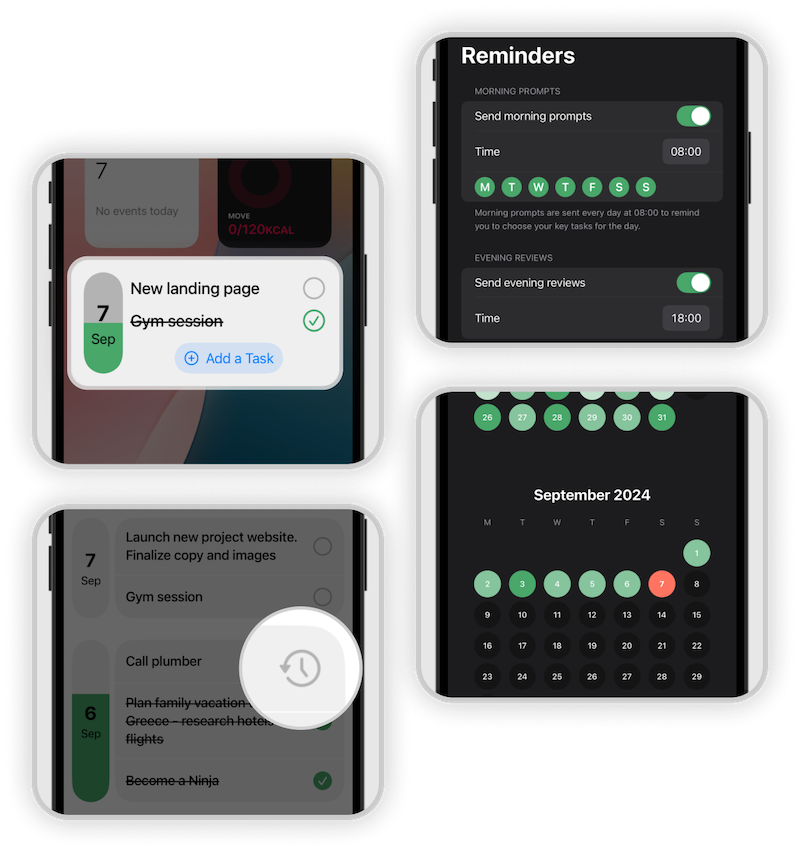 7
No events today
MOVE
0/120KCAL
7
Sep
New landing page
Gym session
Add a Task
Reminders
MORNING PROMPTS
Send morning prompts
Time 08:00
M T W T F S S
Morning prompts are sent every day at 08:00 to remind
you to choose your key tasks for the day.
EVENING REVIEWS
Send evening reviews
Time 18:00
7
Sep
Launch new project website.
Finalize copy and images
Gym session
6
Sep
Call plumber
Plan family vacation
Greece - research hotels
flights
Become a Ninja
26 27 28 29 30 31
September 2024
M T W T F S S
1
2 3 4 5 6 7 8
9 10 11 12 13 14 15
16 17 18 19 20 21 22
23 24 25 26 27 28 29